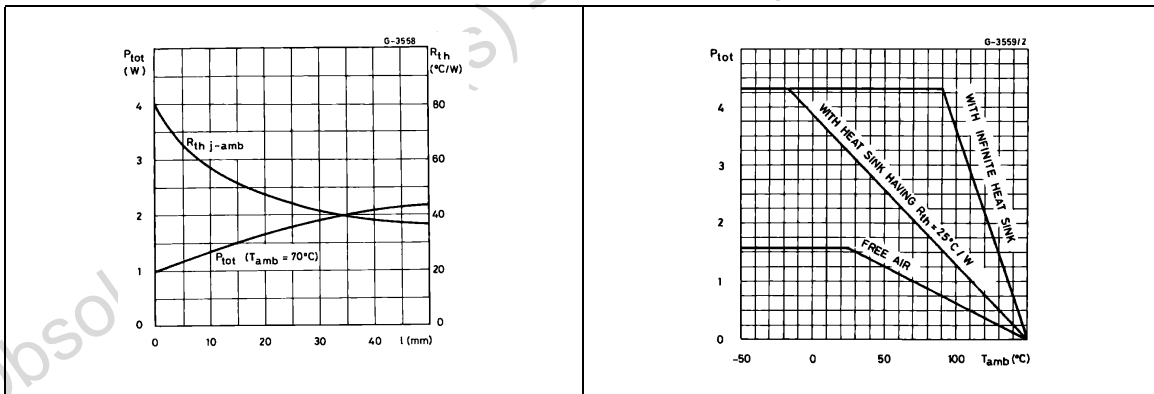 G-3558
Ptot
(W)
Rth
(°C/W)
4
3
2
1
0
80
60
40
20
0
Rth j-amb
Ptot (Tamb = 70°C)
0 10 20 30 40 l (mm)
G-3559/2
Ptot
4
3
2
1
0
WITH INFINITE HEAT SINK
WITH HEAT SINK HAVING Rth = 25°C/W
FREE AIR
-50 0 50 100 Tamb (°C)
Obsol
s)